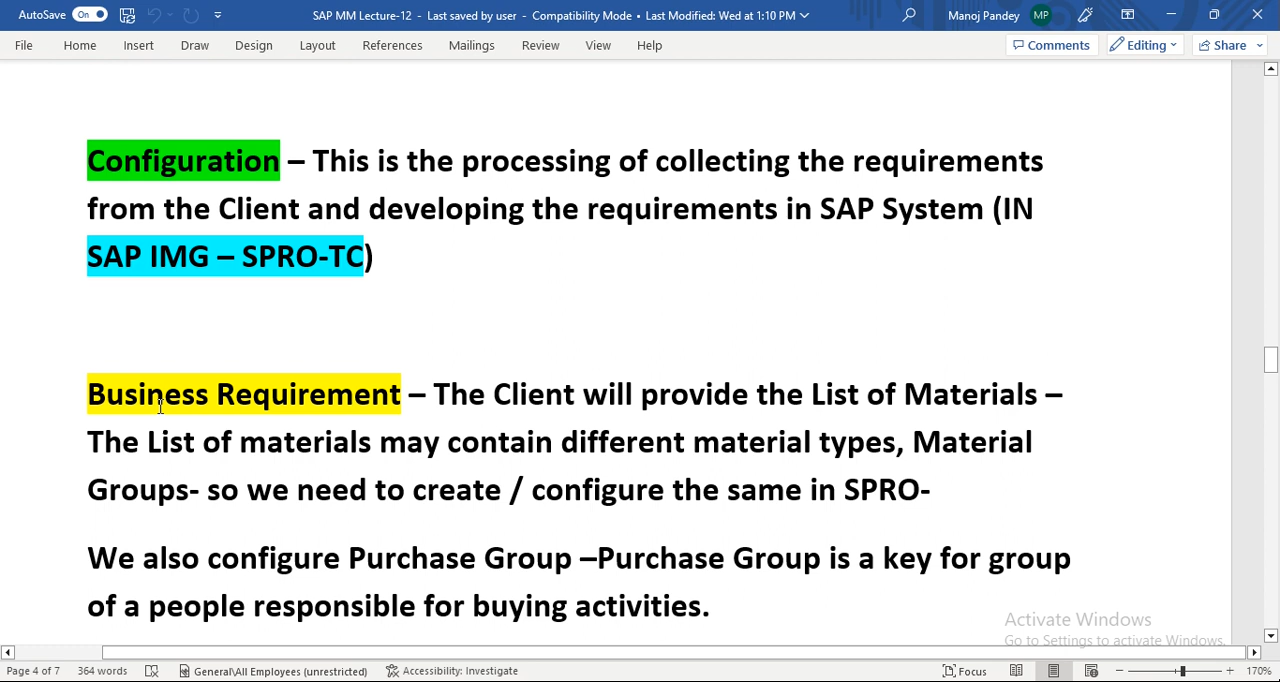 AutoSave On SAP MM Lecture-12 - Last saved by user - Compatibility Mode • Last Modified: Wed at 1:10 PM Manoj Pandey MP
File Home Insert Draw Design Layout References Mailings Review View Help Comments Editing Share
Configuration – This is the processing of collecting the requirements
from the Client and developing the requirements in SAP System (IN
SAP IMG – SPRO-TC)
Business Requirement – The Client will provide the List of Materials –
The List of materials may contain different material types, Material
Groups- so we need to create / configure the same in SPRO-
We also configure Purchase Group –Purchase Group is a key for group
of a people responsible for buying activities.
Activate Windows
Go to Settings to activate Windows.
Page 4 of 7 364 words General\All Employees (unrestricted) Accessibility: Investigate Focus 170%